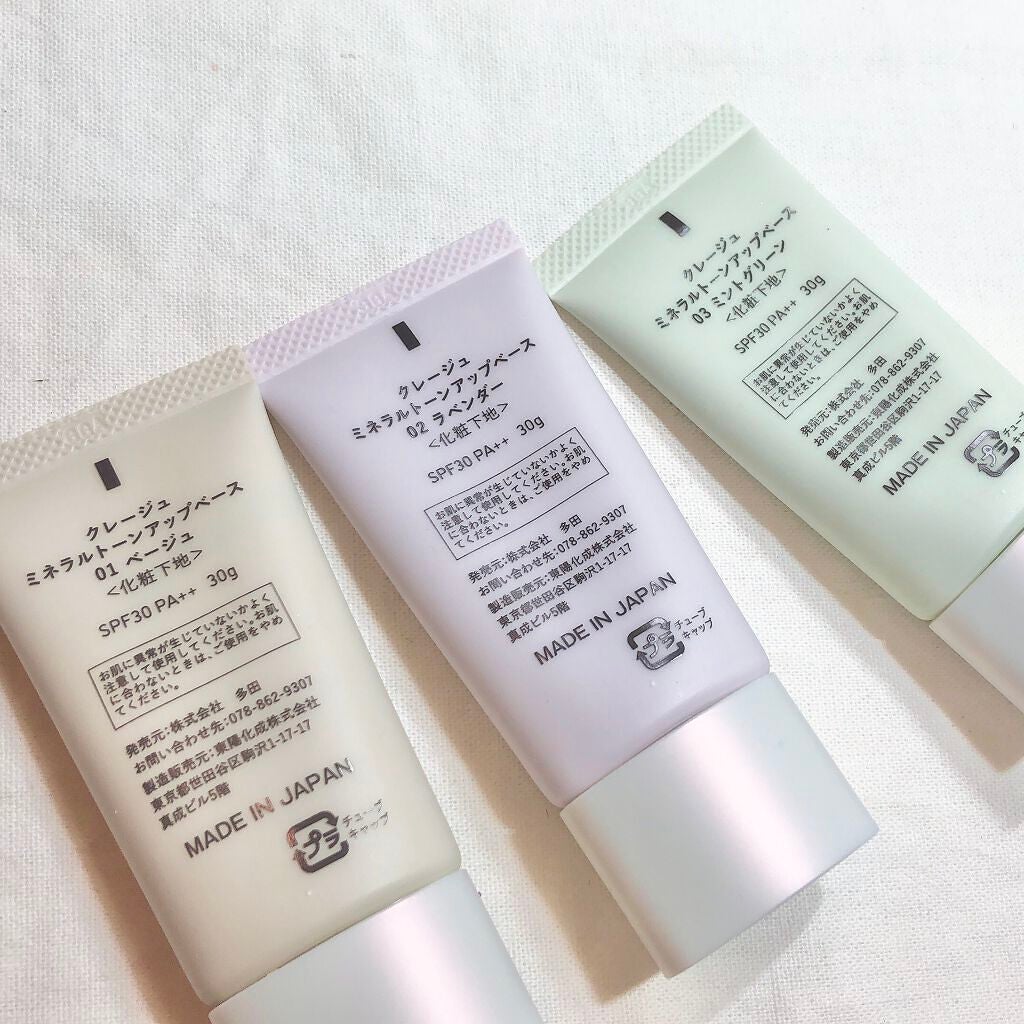 クレージュ
ミネラルトーンアップベース
01 ベージュ
<化粧下地>
SPF30 PA++ 30g
お肌に異常が生じていないかよく
注意して使用してください。お肌
に合わないときは、ご使用をやめ
てください。
発売元:株式会社 多田
お問い合わせ先:078-862-9307
製造販売元:東陽化成株式会社
東京都世田谷区駒沢1-17-17
真成ビル5階
MADE IN JAPAN
プラ
チューブ
キャップ
クレージュ
ミネラルトーンアップベース
02 ラベンダー
<化粧下地>
SPF30 PA++ 30g
お肌に異常が生じていないかよく
注意して使用してください。お肌
に合わないときは、ご使用をやめ
てください。
発売元:株式会社 多田
お問い合わせ先:078-862-9307
製造販売元:東陽化成株式会社
東京都世田谷区駒沢1-17-17
真成ビル5階
MADE IN JAPAN
プラ
チューブ
キャップ
クレージュ
ミネラルトーンアップベース
03 ミントグリーン
<化粧下地>
SPF30 PA++ 30g
お肌に異常が生じていないかよく
注意して使用してください。お肌
に合わないときは、ご使用をやめ
てください。
発売元:株式会社 多田
お問い合わせ先:078-862-9307
製造販売元:東陽化成株式会社
東京都世田谷区駒沢1-17-17
真成ビル5階
MADE IN JAPAN
プラ